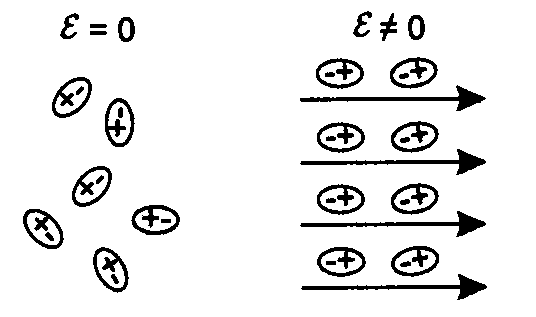 ℰ = 0
ℰ ≠ 0
+ -
+ -
+ -
+ -
+ -
+ -
- + - +
- + - +
- + - +
- + - +